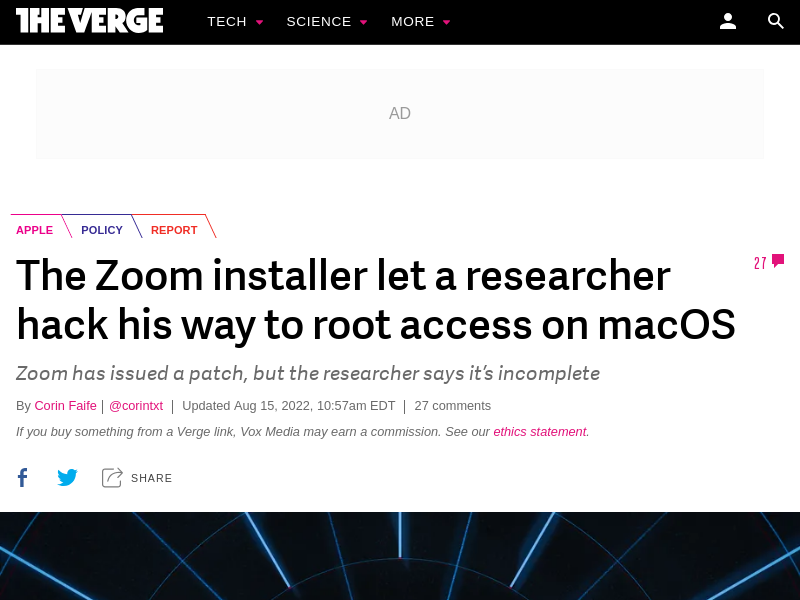 THE VERGE TECH SCIENCE MORE
AD
APPLE POLICY REPORT
The Zoom installer let a researcher
hack his way to root access on macOS
27
Zoom has issued a patch, but the researcher says it’s incomplete
By Corin Faife | @corintxt | Updated Aug 15, 2022, 10:57am EDT | 27 comments
If you buy something from a Verge link, Vox Media may earn a commission. See our ethics statement.
SHARE